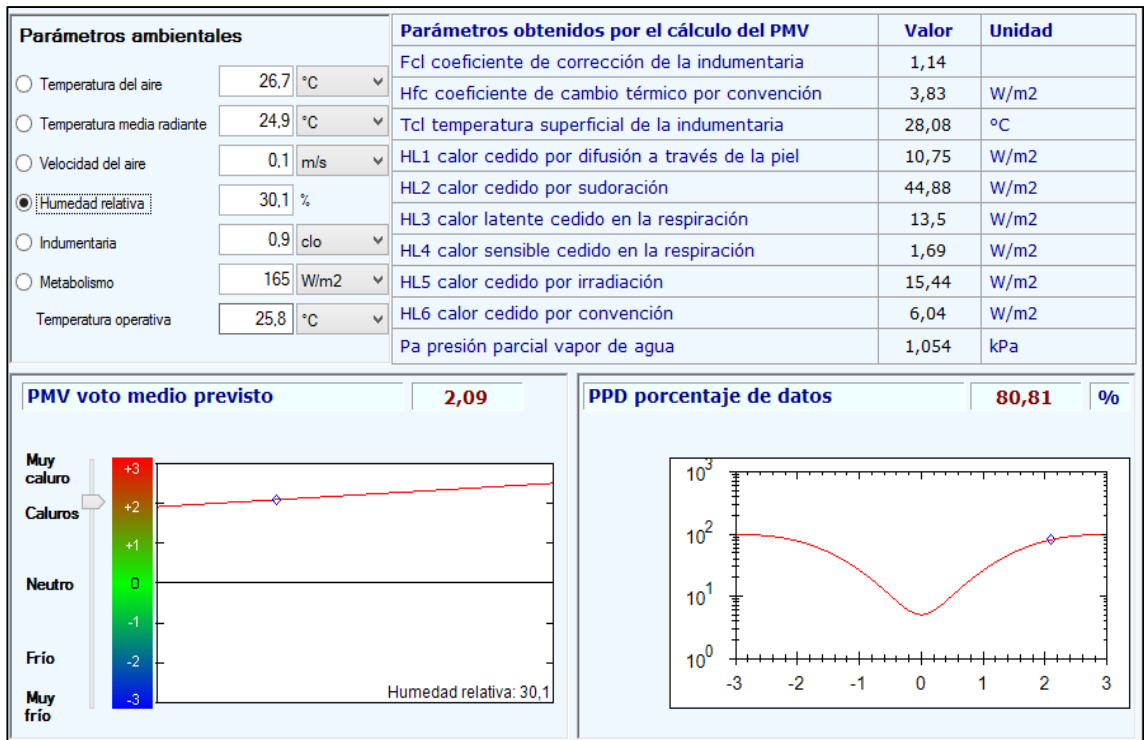 Parámetros ambientales
Temperatura del aire 26,7 °C
Temperatura media radiante 24,9 °C
Velocidad del aire 0,1 m/s
Humedad relativa 30,1 %
Indumentaria 0,9 clo
Metabolismo 165 W/m2
Temperatura operativa 25,8 °C
Parámetros obtenidos por el cálculo del PMV Valor Unidad
Fcl coeficiente de corrección de la indumentaria 1,14
Hfc coeficiente de cambio térmico por convención 3,83 W/m2
Tcl temperatura superficial de la indumentaria 28,08 °C
HL1 calor cedido por difusión a través de la piel 10,75 W/m2
HL2 calor cedido por sudoración 44,88 W/m2
HL3 calor latente cedido en la respiración 13,5 W/m2
HL4 calor sensible cedido en la respiración 1,69 W/m2
HL5 calor cedido por irradiación 15,44 W/m2
HL6 calor cedido por convención 6,04 W/m2
Pa presión parcial vapor de agua 1,054 kPa
PMV voto medio previsto 2,09
Muy
caluro
Caluros
Neutro
Frío
Muy
frío
+3
+2
+1
0
-1
-2
-3
Humedad relativa: 30,1
PPD porcentaje de datos 80,81 %
10^3
10^2
10^1
10^0
-3 -2 -1 0 1 2 3